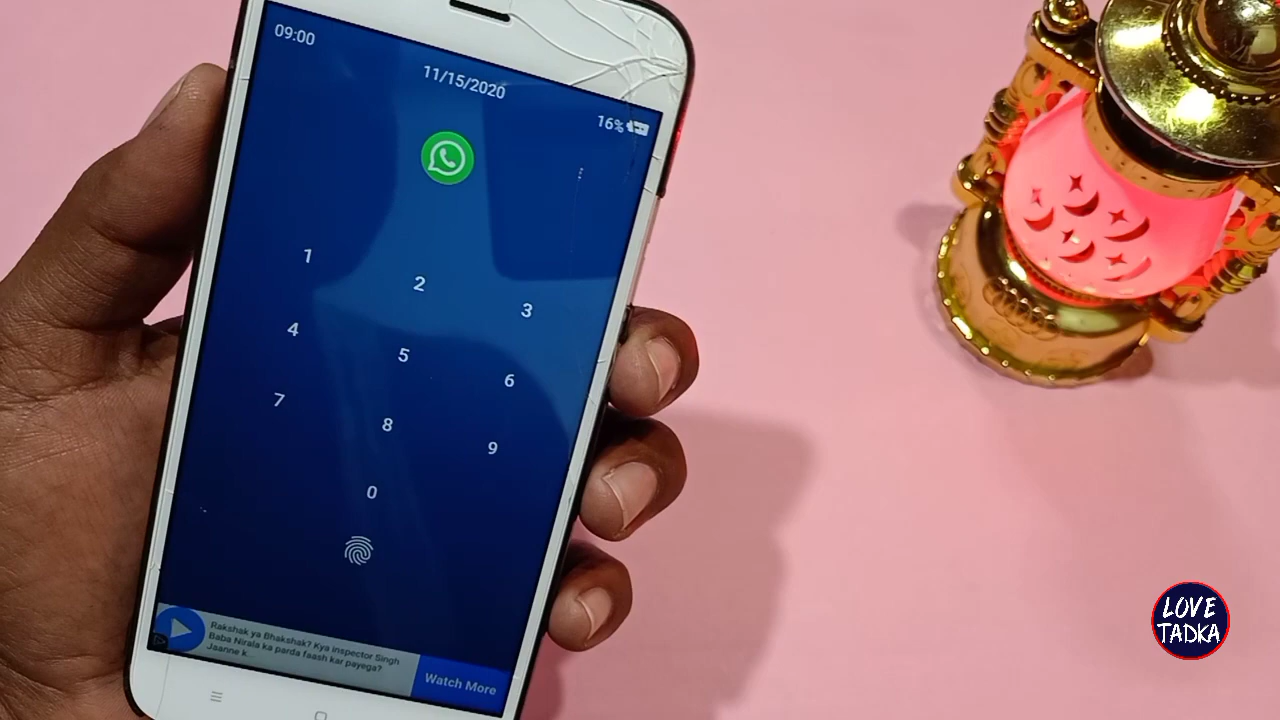 09:00
11/15/2020
16%
1
2
3
4
5
6
7
8
9
0
Rakshak ya Bhakshak? Kya inspector Singh
Baba Nirala ka parda faash kar payega?
Jaanne k...
Watch More
LOVE
TADKA